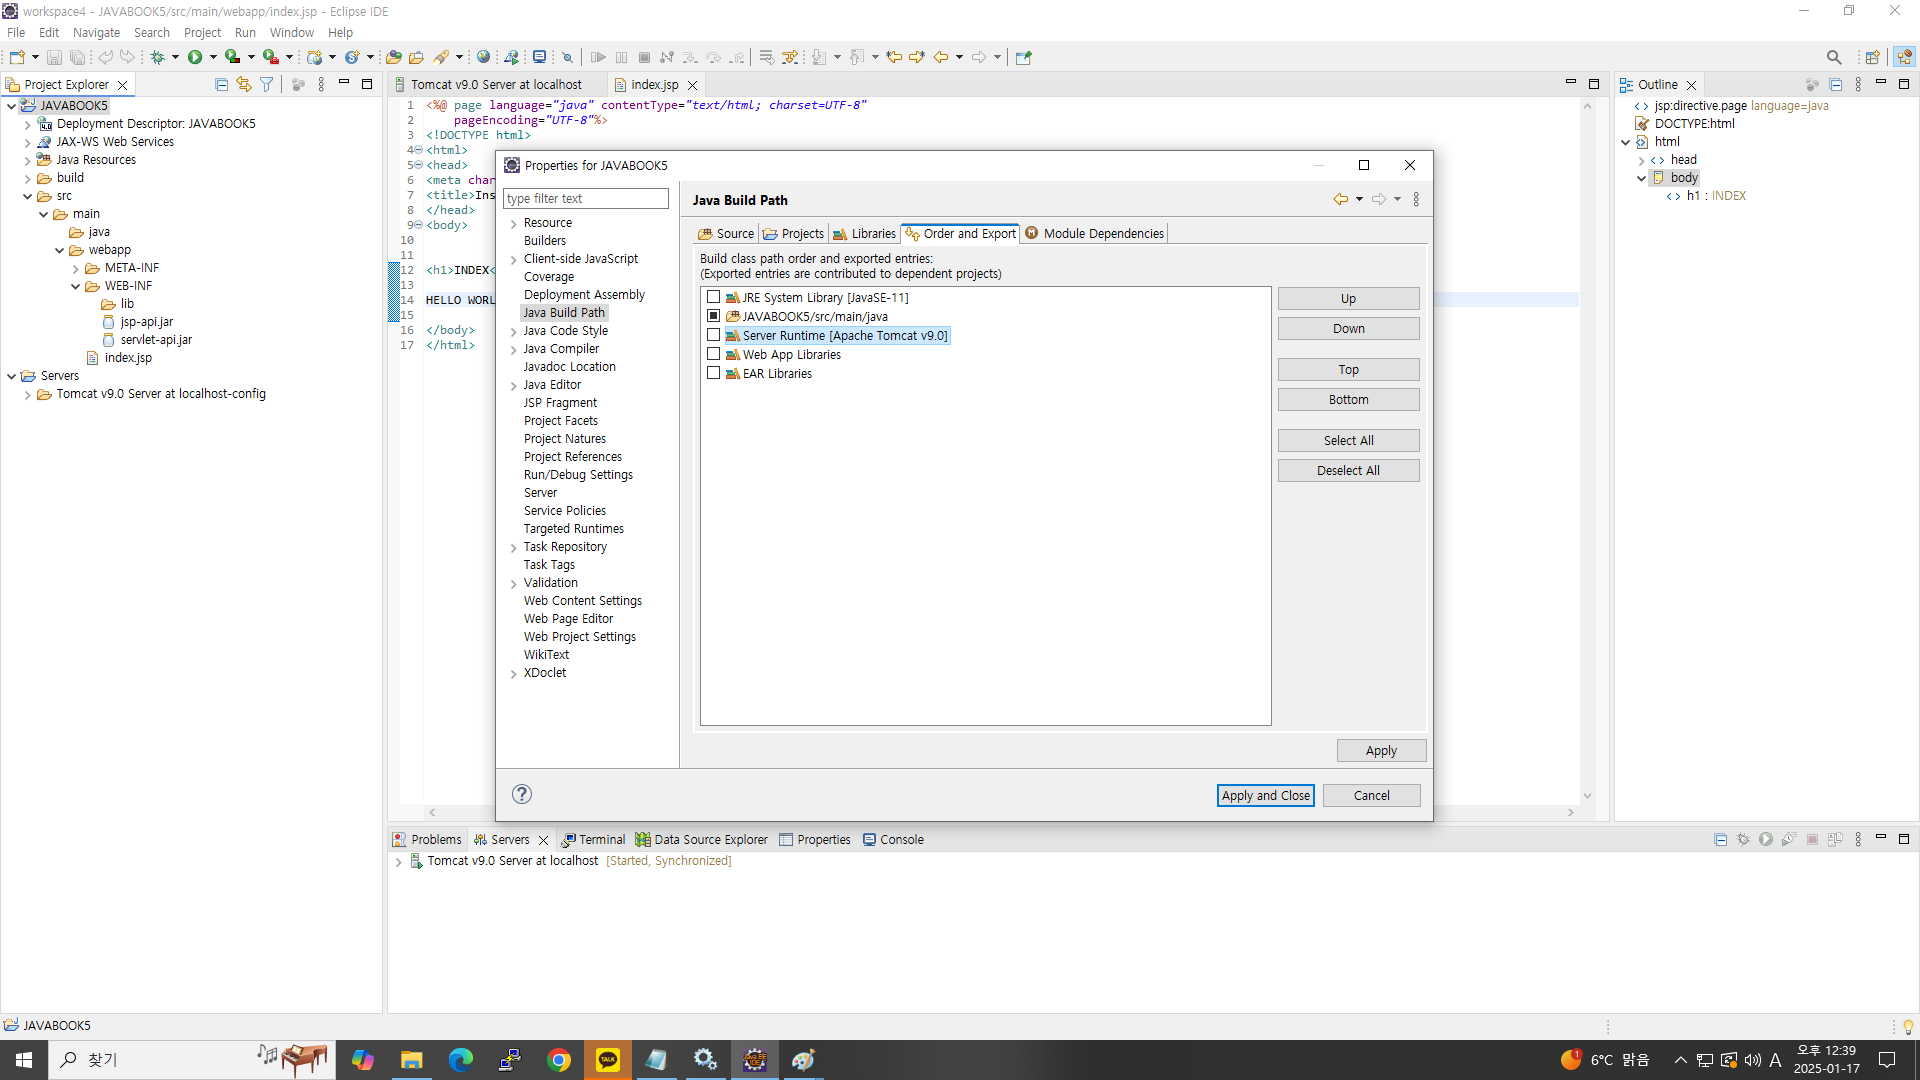 workspace4 - JAVABOOK5/src/main/webapp/index.jsp - Eclipse IDE
File Edit Navigate Search Project Run Window Help
Project Explorer
JAVABOOK5
Deployment Descriptor: JAVABOOK5
JAX-WS Web Services
Java Resources
build
src
main
java
webapp
META-INF
WEB-INF
lib
jsp-api.jar
servlet-api.jar
index.jsp
Servers
Tomcat v9.0 Server at localhost-config
Tomcat v9.0 Server at localhost
index.jsp
1 <%@ page language="java" contentType="text/html; charset=UTF-8"
2 pageEncoding="UTF-8"%>
3 <!DOCTYPE html>
4 <html>
5 <head>
6 <meta char
7 <title>Ins
8 </head>
9 <body>
10
11
12 <h1>INDEX<
13
14 HELLO WORL
15
16 </body>
17 </html>
Properties for JAVABOOK5
type filter text
Resource
Builders
Client-side JavaScript
Coverage
Deployment Assembly
Java Build Path
Java Code Style
Java Compiler
Javadoc Location
Java Editor
JSP Fragment
Project Facets
Project Natures
Project References
Run/Debug Settings
Server
Service Policies
Targeted Runtimes
Task Repository
Task Tags
Validation
Web Content Settings
Web Page Editor
Web Project Settings
WikiText
XDoclet
Java Build Path
Source Projects Libraries Order and Export Module Dependencies
Build class path order and exported entries:
(Exported entries are contributed to dependent projects)
JRE System Library [JavaSE-11]
JAVABOOK5/src/main/java
Server Runtime [Apache Tomcat v9.0]
Web App Libraries
EAR Libraries
Up
Down
Top
Bottom
Select All
Deselect All
Apply
Apply and Close Cancel
Outline
jsp:directive.page language=java
DOCTYPE:html
html
head
body
h1 : INDEX
Problems Servers Terminal Data Source Explorer Properties Console
Tomcat v9.0 Server at localhost [Started, Synchronized]
JAVABOOK5
찾기
TALK
1
6°C 맑음
A
오후 12:39
2025-01-17